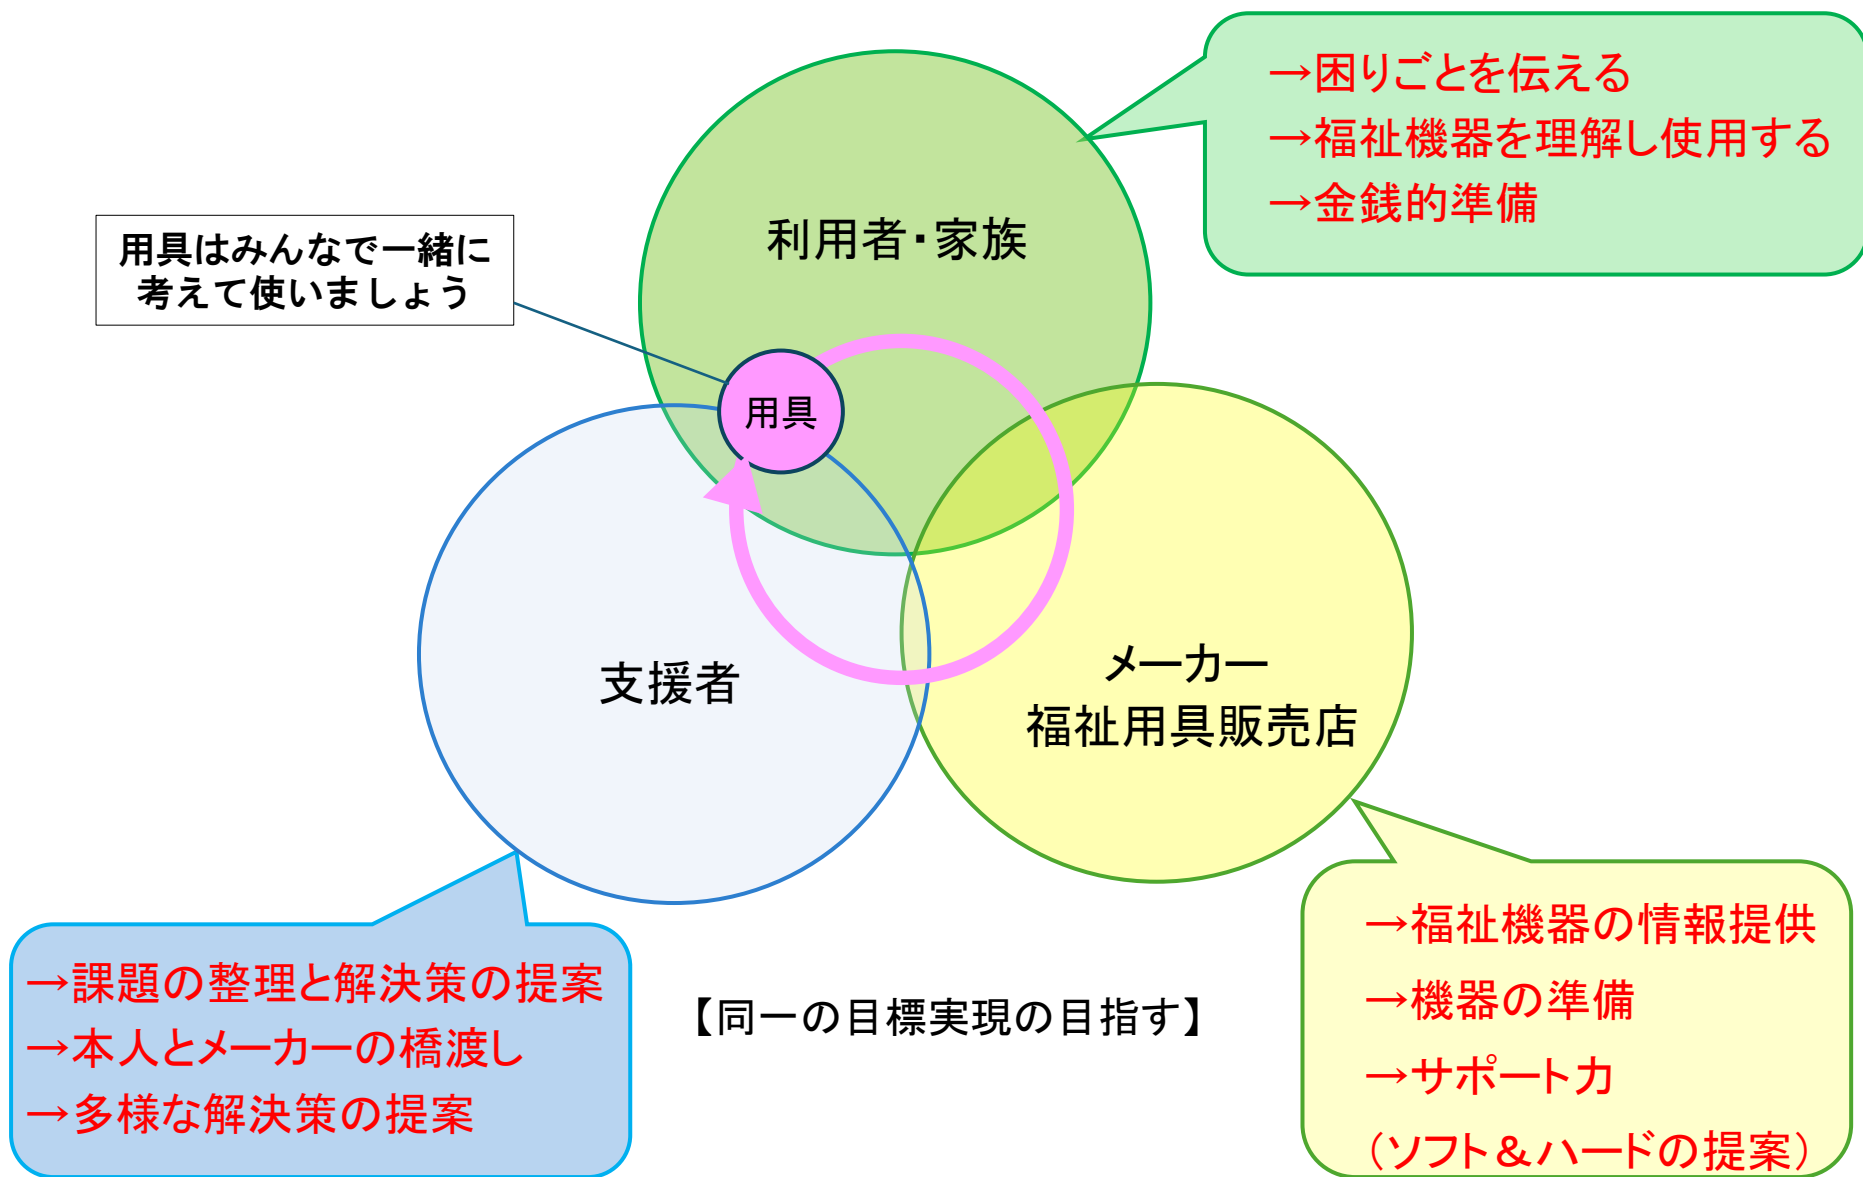 →困りごとを伝える
→福祉機器を理解し使用する
→金銭的準備
利用者・家族
用具はみんなで一緒に
考えて使いましょう
用具
支援者
メーカー
福祉用具販売店
→課題の整理と解決策の提案
→本人とメーカーの橋渡し
→多様な解決策の提案
【同一の目標実現の目指す】
→福祉機器の情報提供
→機器の準備
→サポート力
（ソフト＆ハードの提案）